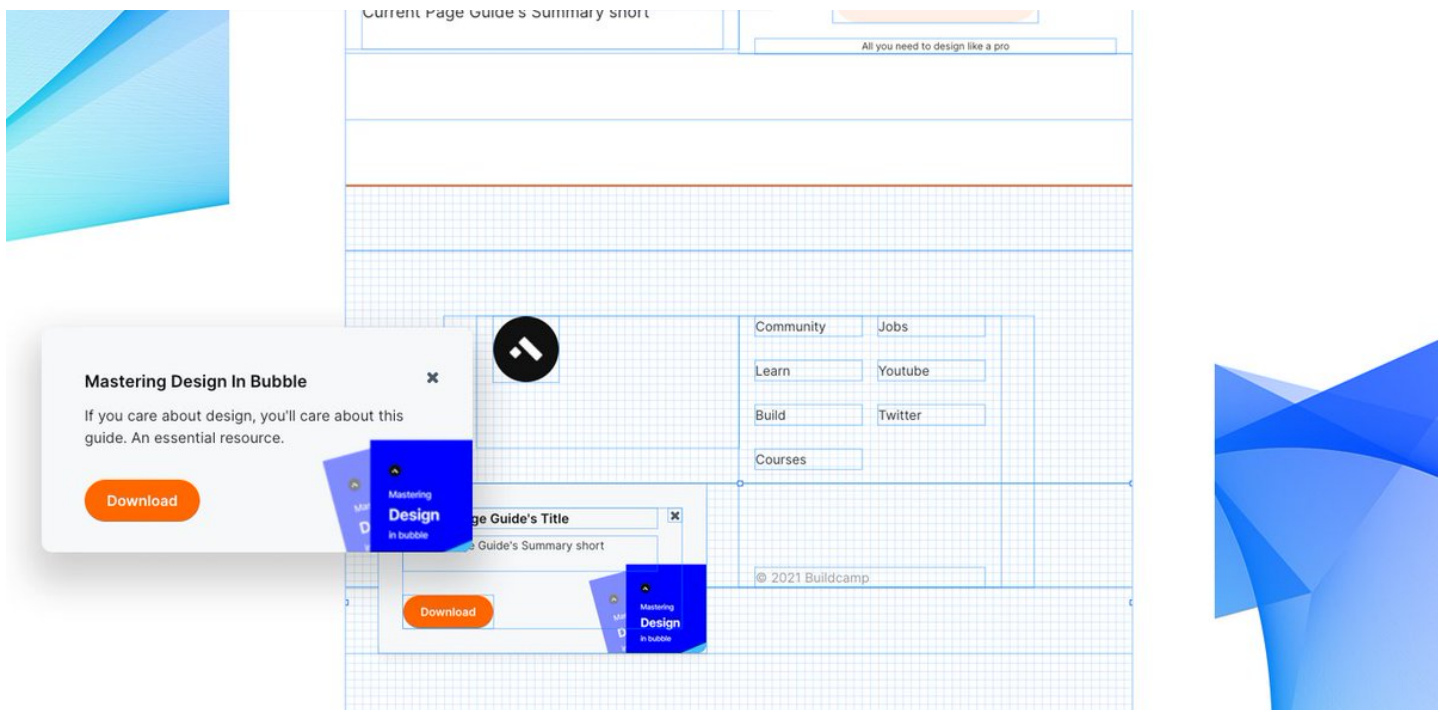 Current Page Guide's Summary short
All you need to design like a pro
Mastering Design In Bubble
If you care about design, you'll care about this
guide. An essential resource.
Download
Mastering
Design
in bubble
Community
Jobs
Learn
Youtube
Build
Twitter
Courses
ge Guide's Title
Guide's Summary short
Download
Mastering
Design
in bubble
© 2021 Buildcamp